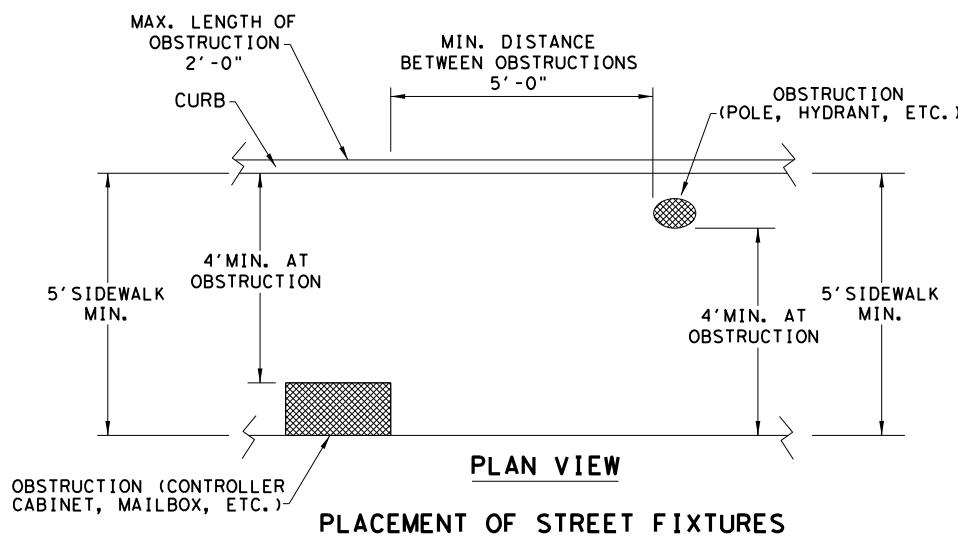 MAX. LENGTH OF
OBSTRUCTION
2'-0"
MIN. DISTANCE
BETWEEN OBSTRUCTIONS
5'-0"
CURB
OBSTRUCTION
(POLE, HYDRANT, ETC.)
4'MIN. AT
OBSTRUCTION
5'SIDEWALK
MIN.
4'MIN. AT
OBSTRUCTION
5'SIDEWALK
MIN.
OBSTRUCTION (CONTROLLER
CABINET, MAILBOX, ETC.)
PLAN VIEW
PLACEMENT OF STREET FIXTURES